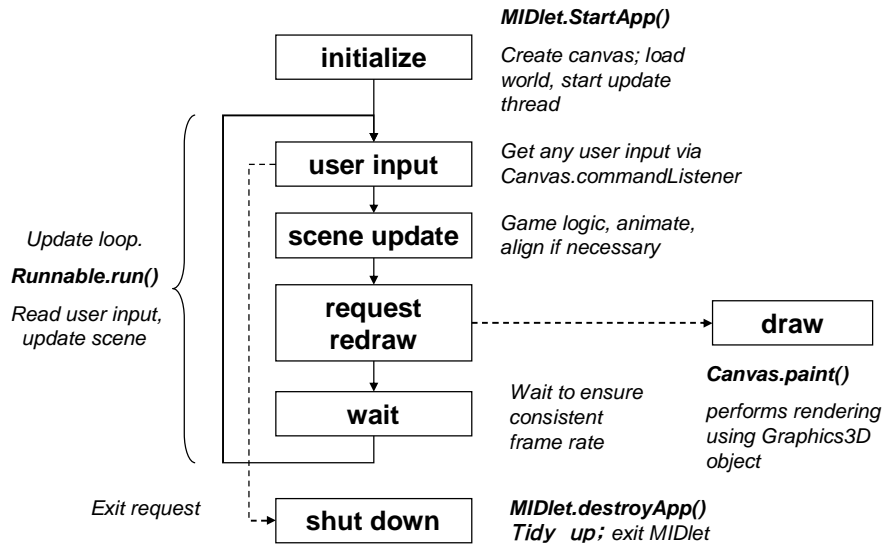 MIDlet.StartApp()
initialize
Create canvas; load
world, start update
thread
user input
Get any user input via
Canvas.commandListener
scene update
Game logic, animate,
align if necessary
Update loop.
Runnable.run()
Read user input,
update scene
request
redraw
draw
Canvas.paint()
performs rendering
using Graphics3D
object
wait
Wait to ensure
consistent
frame rate
Exit request
shut down
MIDlet.destroyApp()
Tidy up; exit MIDlet